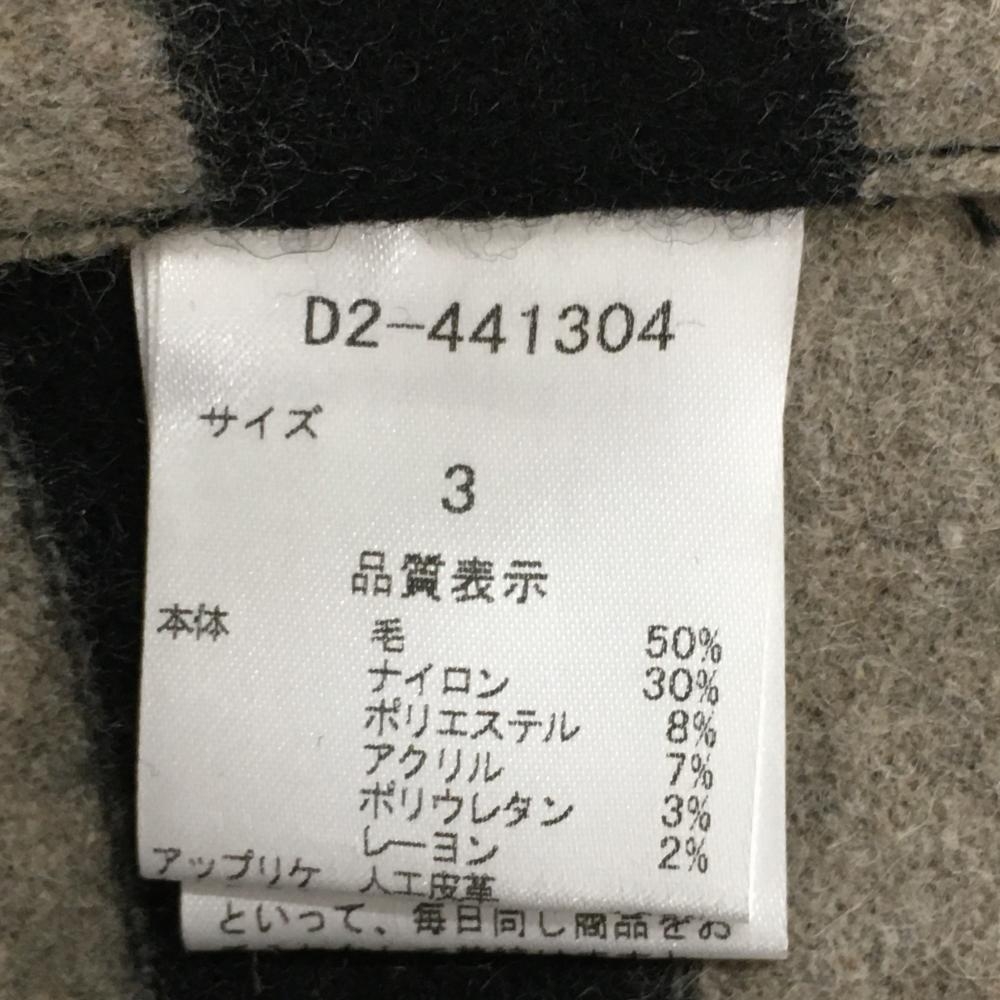 D2-441304
サイズ
3
品質表示
本体 毛 50%
ナイロン 30%
ポリエステル 8%
アクリル 7%
ポリウレタン 3%
レーヨン 2%
アップリケ 人工皮革
といって、毎日同じ商品をお